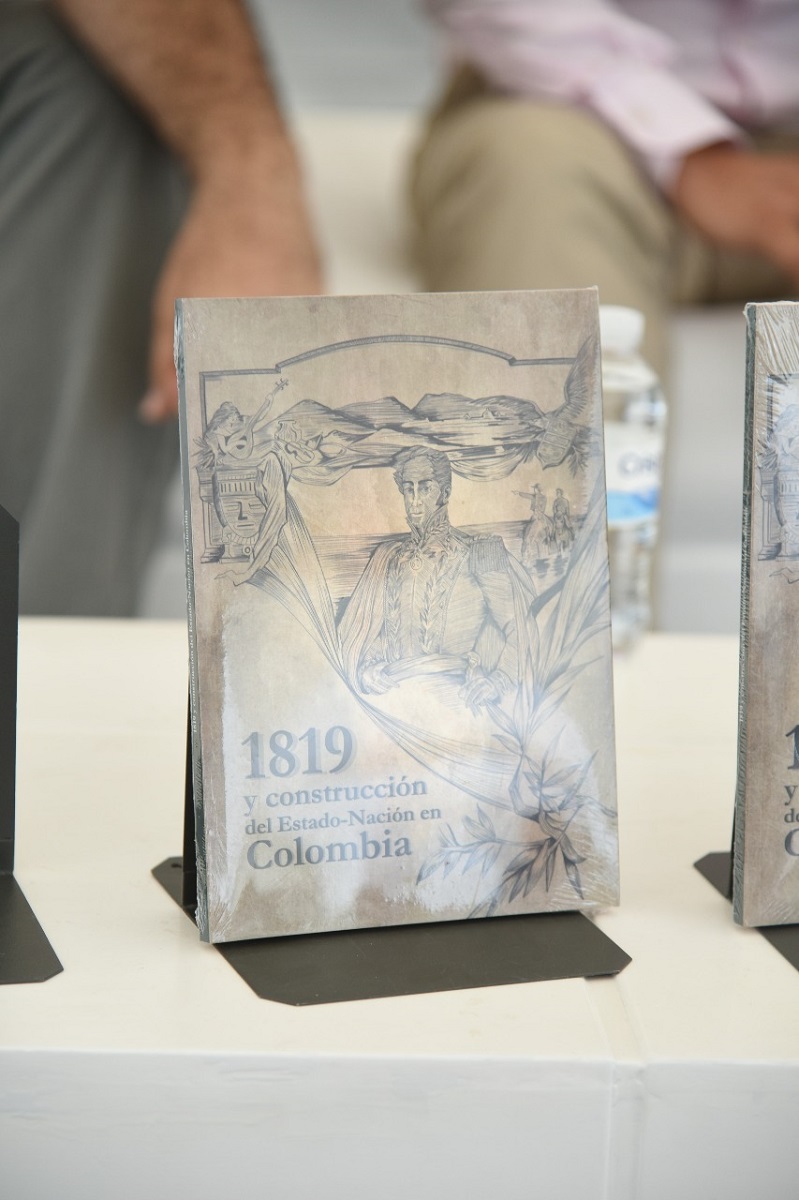 1819
y construcción
del Estado-Nación en
Colombia